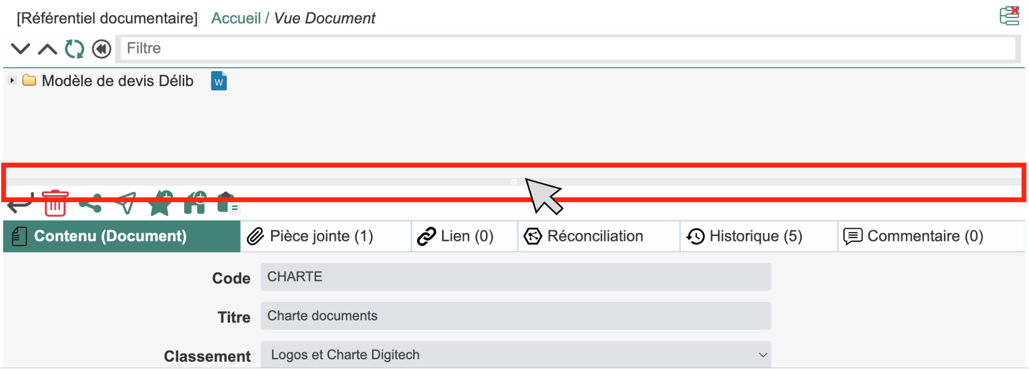 [Référentiel documentaire] Accueil / Vue Document
Filtre
Modèle de devis Délib W
Contenu (Document) Pièce jointe (1) Lien (0) Réconciliation Historique (5) Commentaire (0)
Code CHARTE
Titre Charte documents
Classement Logos et Charte Digitech